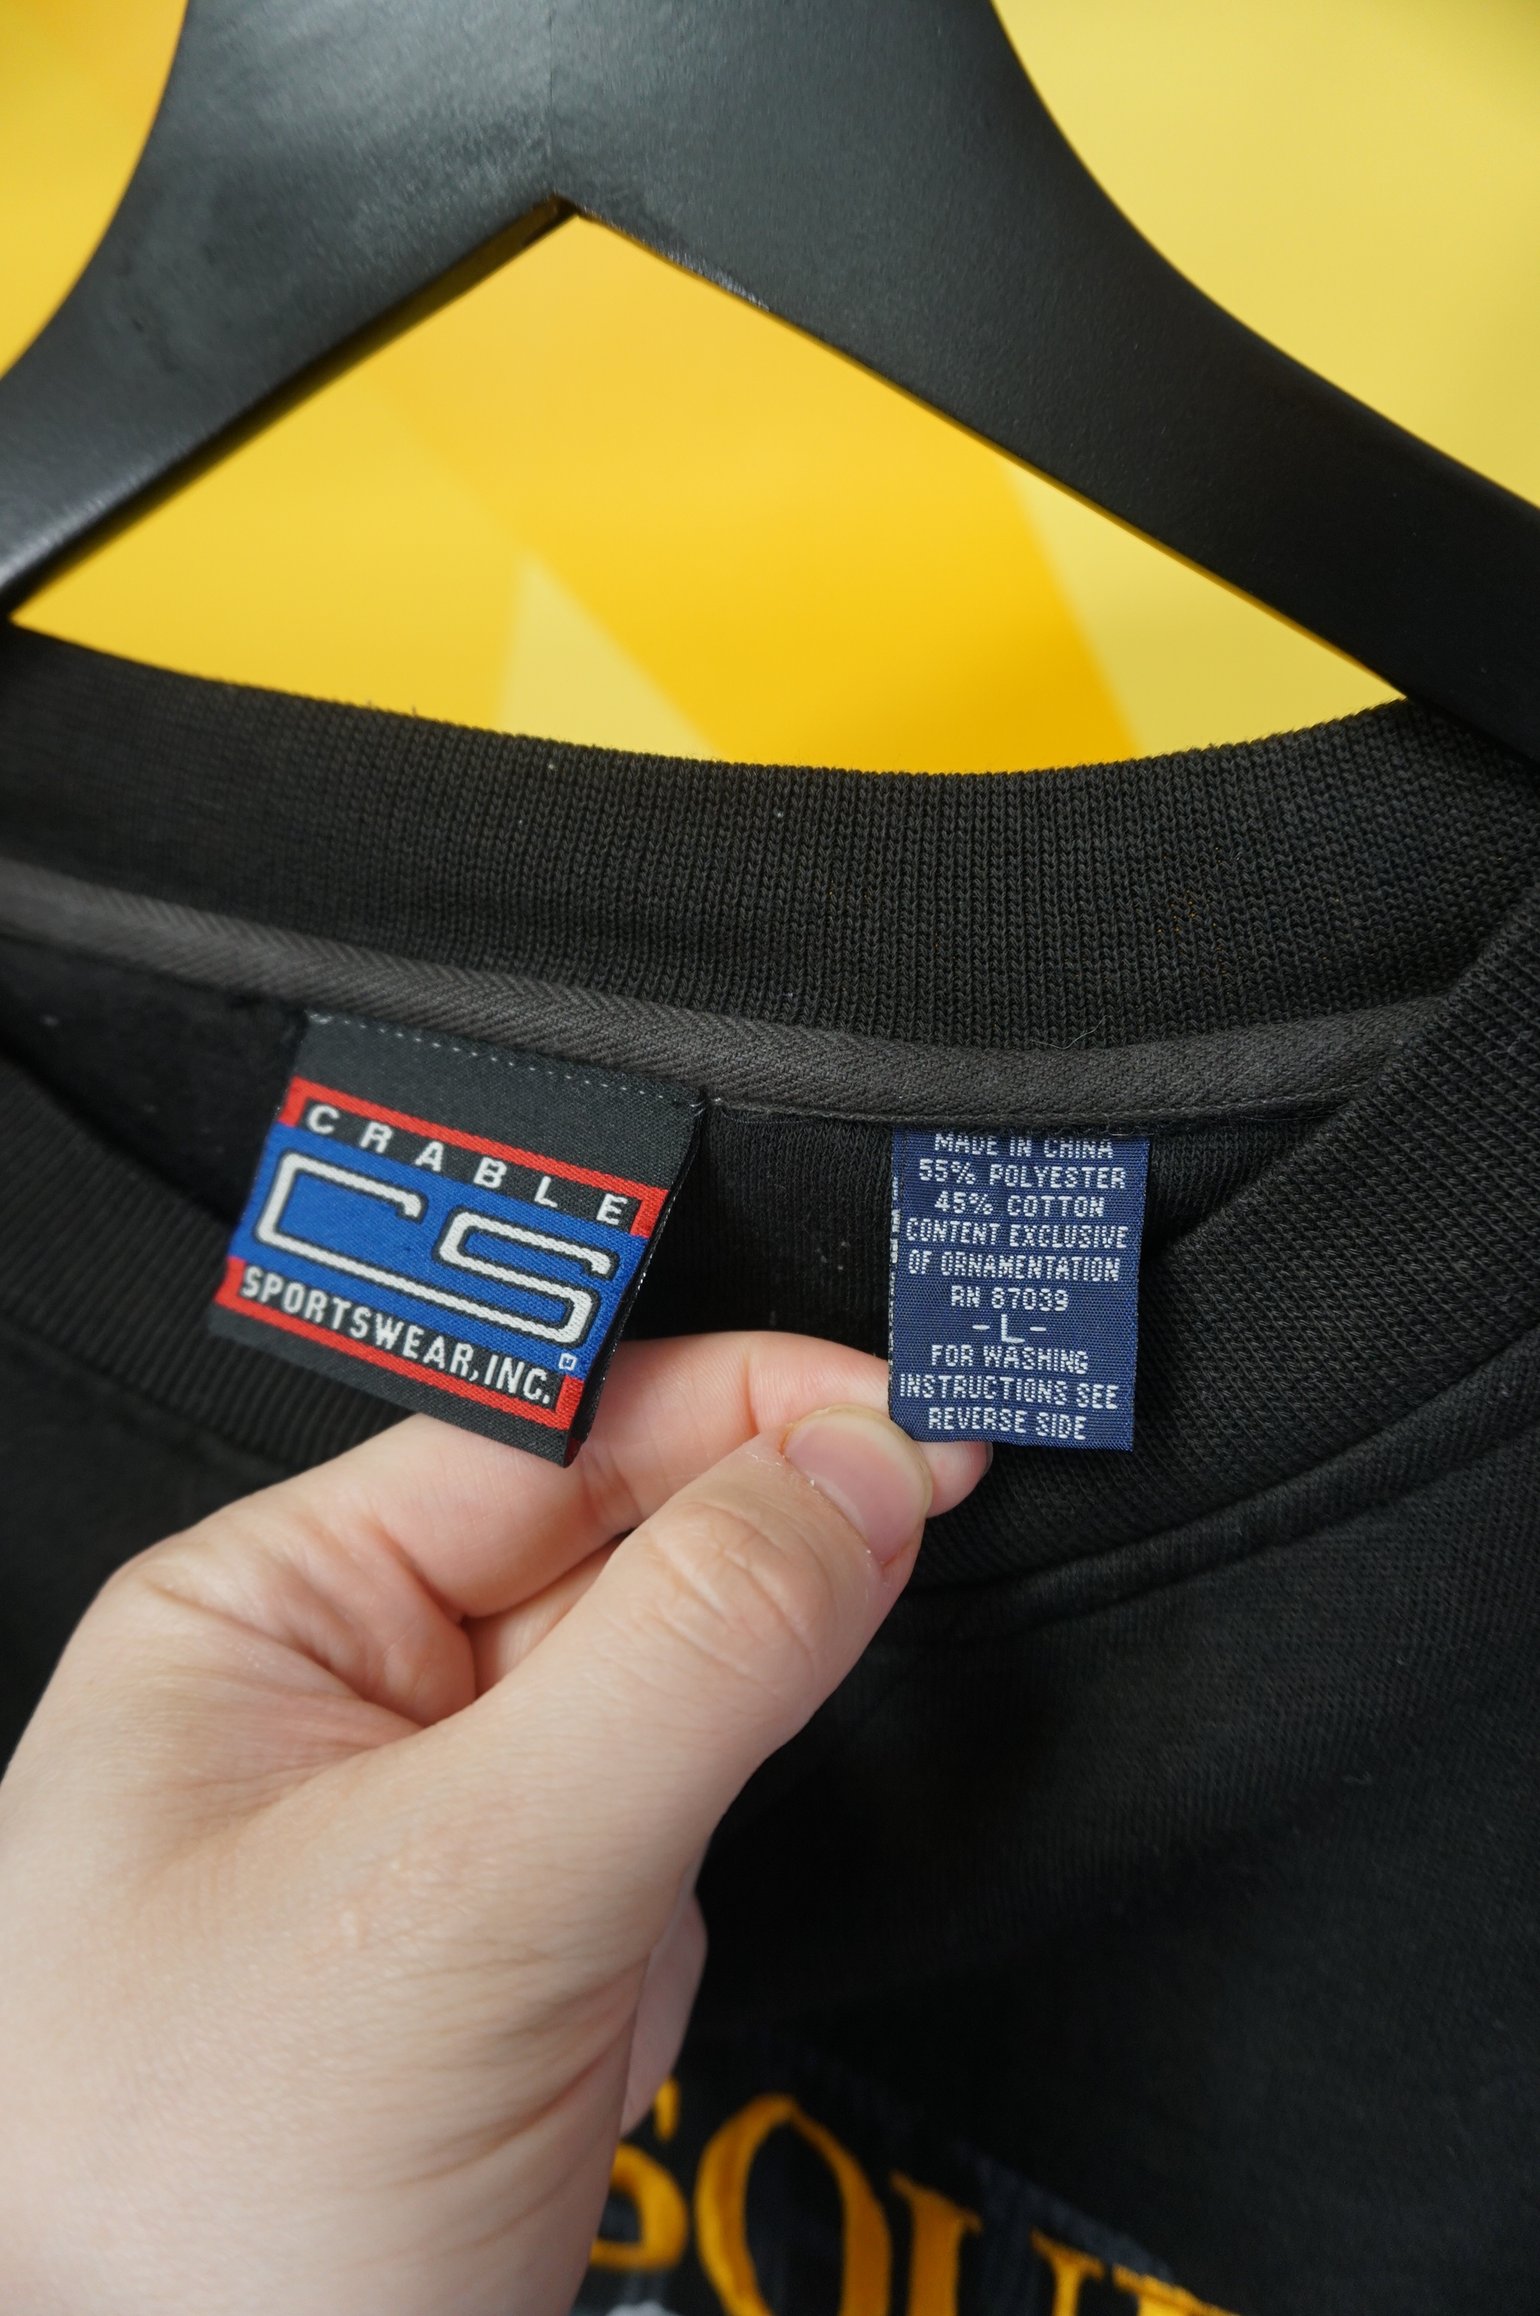 CRABLE
CS
SPORTSWEAR, INC.
MADE IN CHINA
55% POLYESTER
45% COTTON
CONTENT EXCLUSIVE
OF ORNAMENTATION
RN 87039
-L-
FOR WASHING
INSTRUCTIONS SEE
REVERSE SIDE